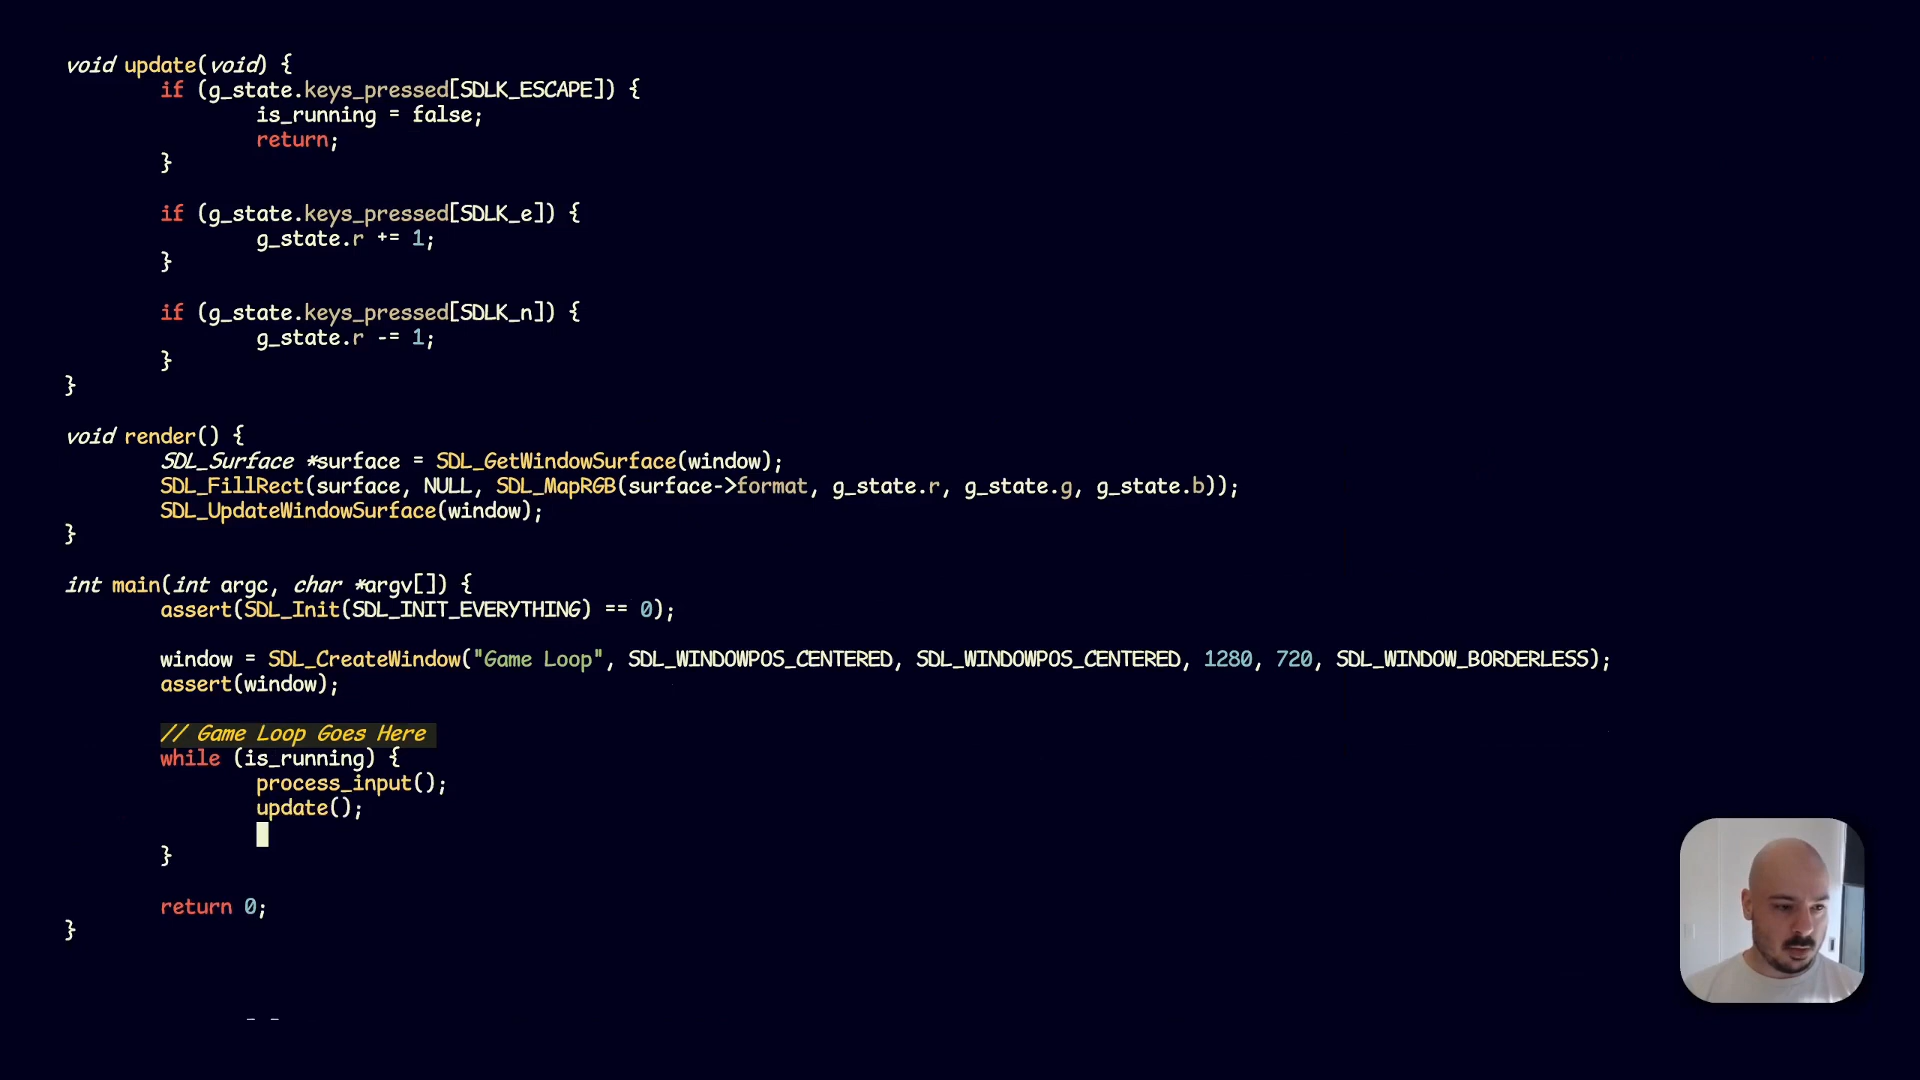 void update(void) {
if (g_state.keys_pressed[SDLK_ESCAPE]) {
is_running = false;
return;
}
if (g_state.keys_pressed[SDLK_e]) {
g_state.r += 1;
}
if (g_state.keys_pressed[SDLK_n]) {
g_state.r -= 1;
}
}
void render() {
SDL_Surface *surface = SDL_GetWindowSurface(window);
SDL_FillRect(surface, NULL, SDL_MapRGB(surface->format, g_state.r, g_state.g, g_state.b));
SDL_UpdateWindowSurface(window);
}
int main(int argc, char *argv[]) {
assert(SDL_Init(SDL_INIT_EVERYTHING) == 0);
window = SDL_CreateWindow("Game Loop", SDL_WINDOWPOS_CENTERED, SDL_WINDOWPOS_CENTERED, 1280, 720, SDL_WINDOW_BORDERLESS);
assert(window);
// Game Loop Goes Here
while (is_running) {
process_input();
update();
}
return 0;
}